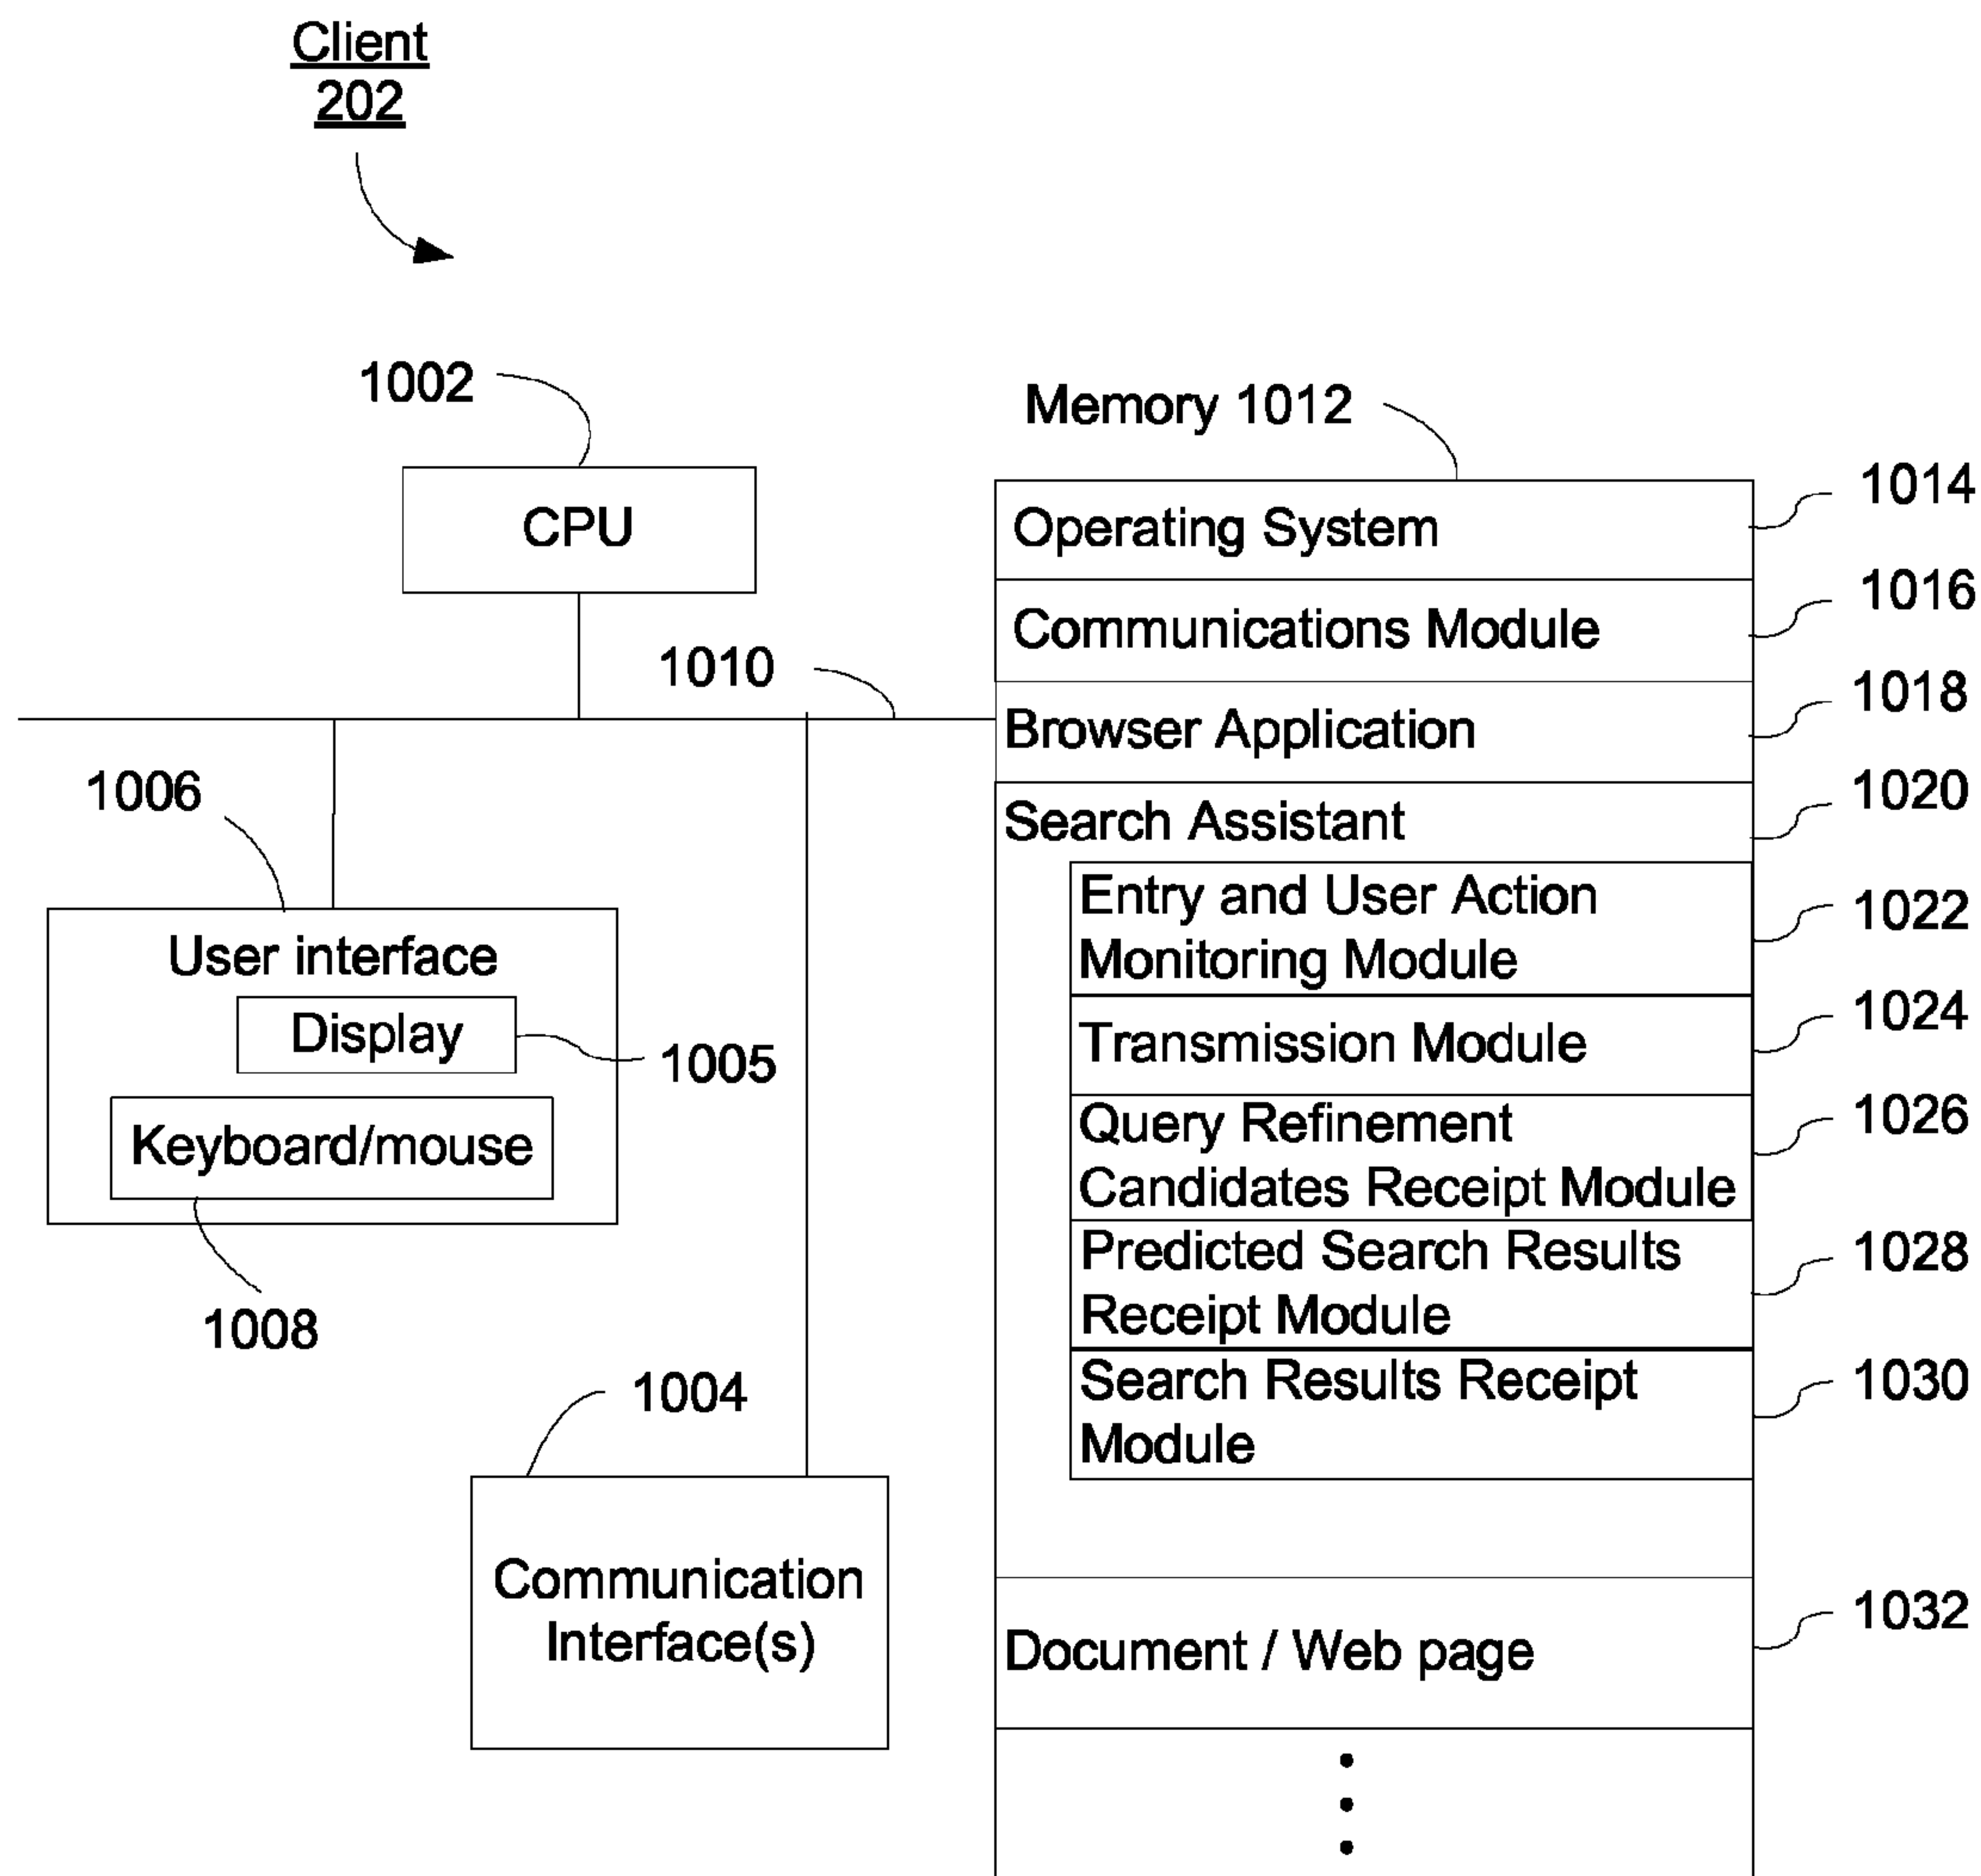 Client
202
1002
CPU
1010
1006
User interface
Display
1005
Keyboard/mouse
1008
1004
Communication
Interface(s)
Memory 1012
Operating System
1014
Communications Module
1016
Browser Application
1018
Search Assistant
1020
Entry and User Action
Monitoring Module
1022
Transmission Module
1024
Query Refinement
Candidates Receipt Module
1026
Predicted Search Results
Receipt Module
1028
Search Results Receipt
Module
1030
Document / Web page
1032